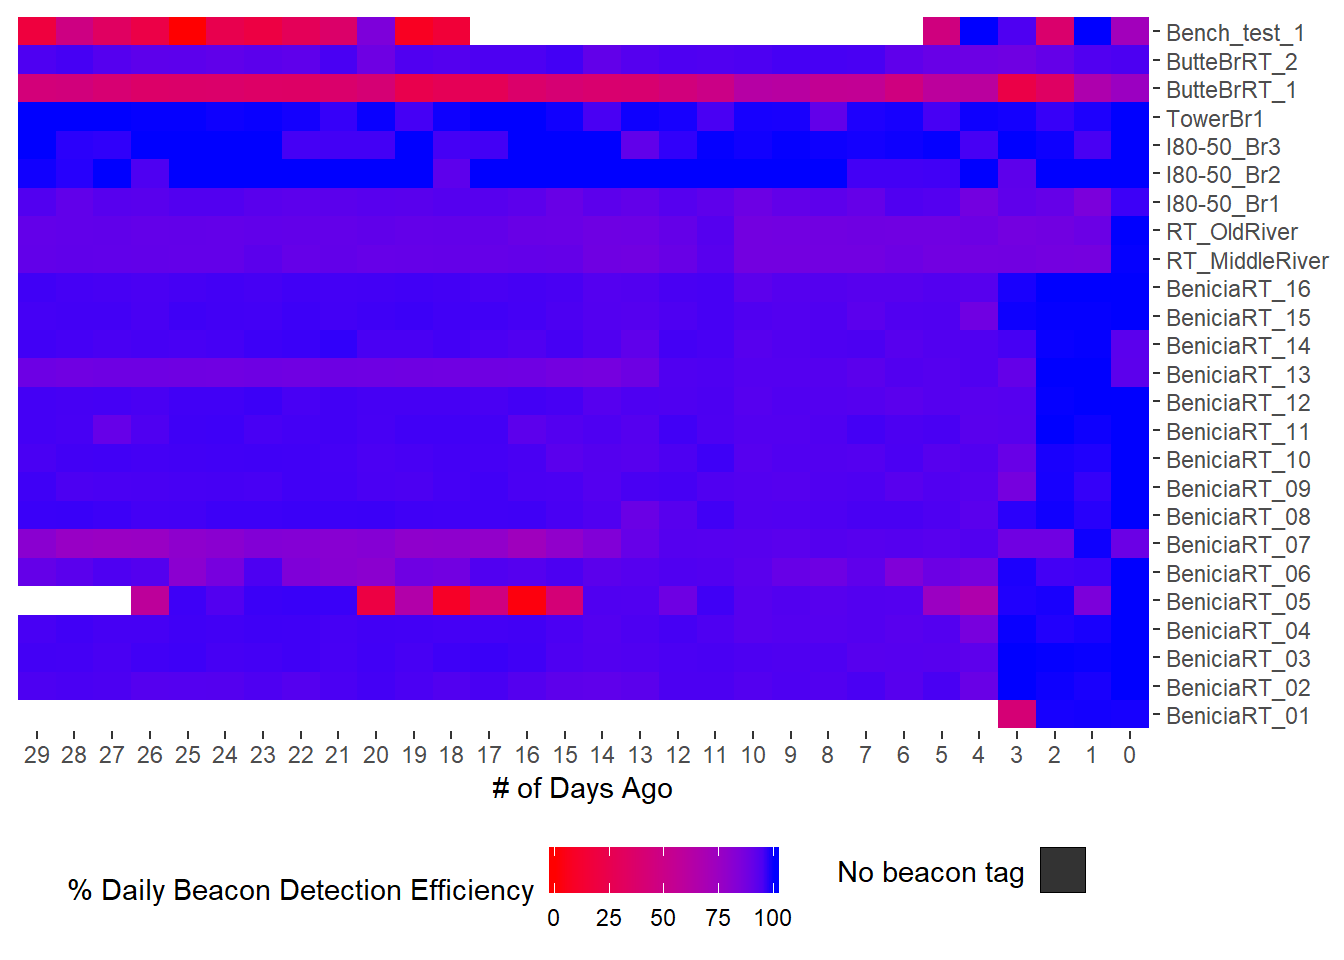 Bench_test_1
ButteBrRT_2
ButteBrRT_1
TowerBr1
I80-50_Br3
I80-50_Br2
I80-50_Br1
RT_OldRiver
RT_MiddleRiver
BeniciaRT_16
BeniciaRT_15
BeniciaRT_14
BeniciaRT_13
BeniciaRT_12
BeniciaRT_11
BeniciaRT_10
BeniciaRT_09
BeniciaRT_08
BeniciaRT_07
BeniciaRT_06
BeniciaRT_05
BeniciaRT_04
BeniciaRT_03
BeniciaRT_02
BeniciaRT_01
29 28 27 26 25 24 23 22 21 20 19 18 17 16 15 14 13 12 11 10 9 8 7 6 5 4 3 2 1 0
# of Days Ago
% Daily Beacon Detection Efficiency
0 25 50 75 100
No beacon tag